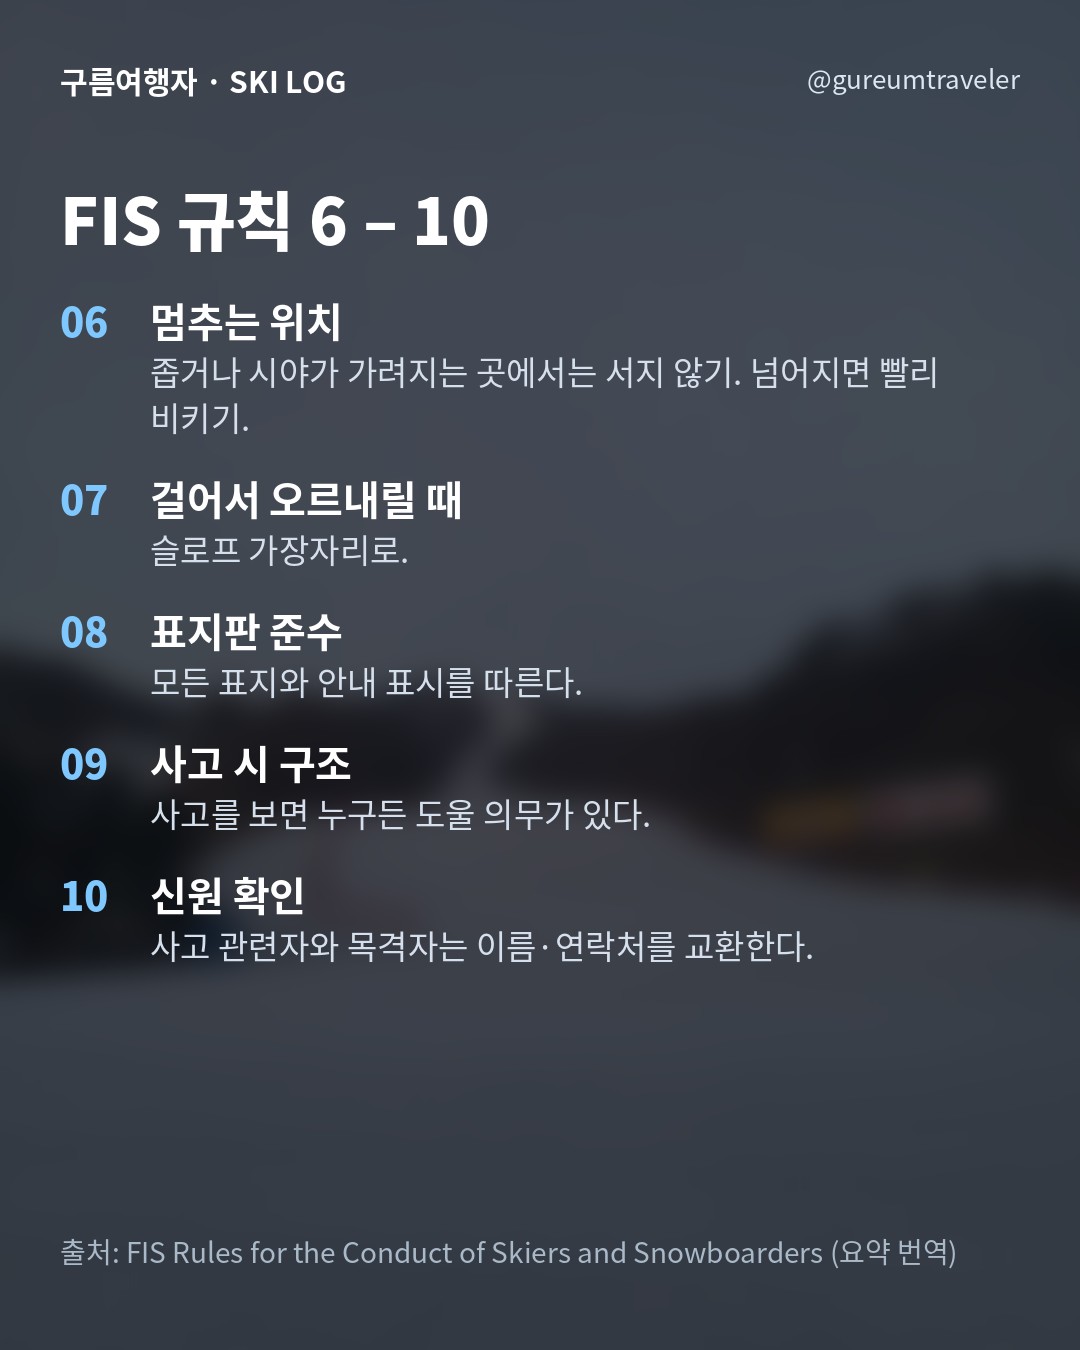 구름여행자 · SKI LOG
@gureumtraveler
FIS 규칙 6 – 10
06 멈추는 위치
좁거나 시야가 가려지는 곳에서는 서지 않기. 넘어지면 빨리
비키기.
07 걸어서 오르내릴 때
슬로프 가장자리로.
08 표지판 준수
모든 표지와 안내 표시를 따른다.
09 사고 시 구조
사고를 보면 누구든 도울 의무가 있다.
10 신원 확인
사고 관련자와 목격자는 이름·연락처를 교환한다.
출처: FIS Rules for the Conduct of Skiers and Snowboarders (요약 번역)